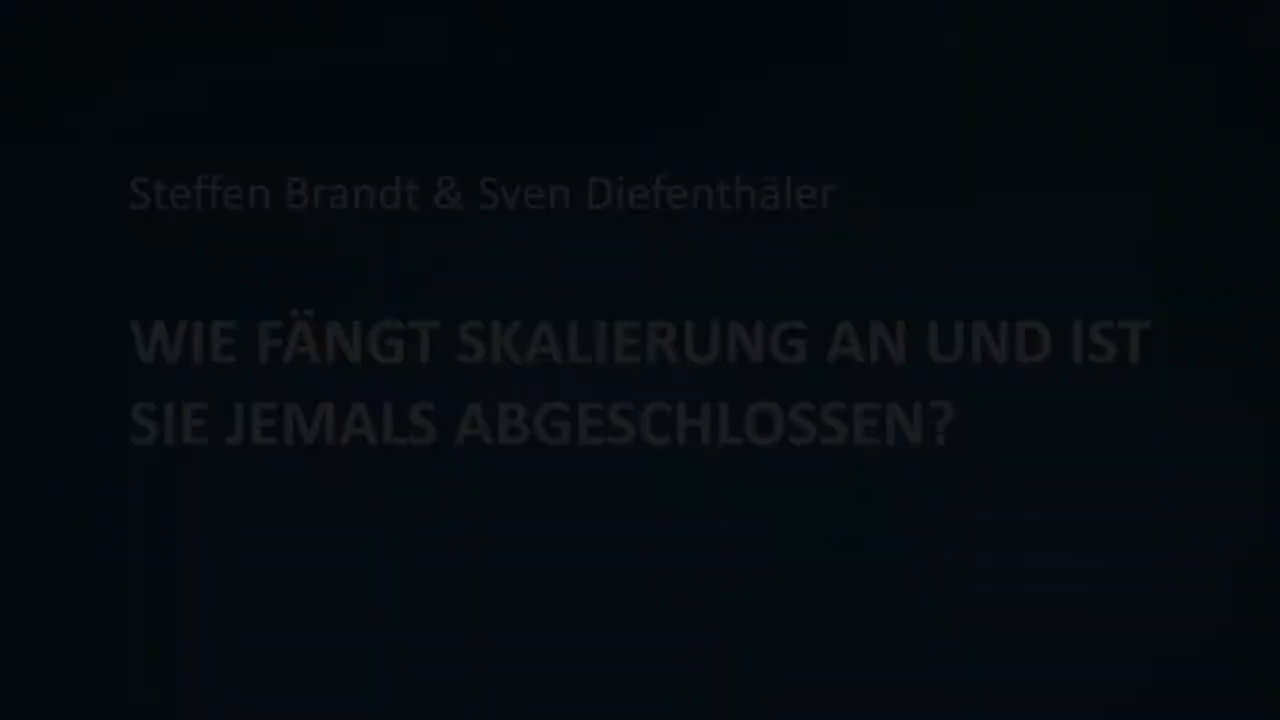 Steffen Brandt & Sven Diefenthäler
WIE FÄNGT SKALIERUNG AN UND IST
SIE JEMALS ABGESCHLOSSEN?